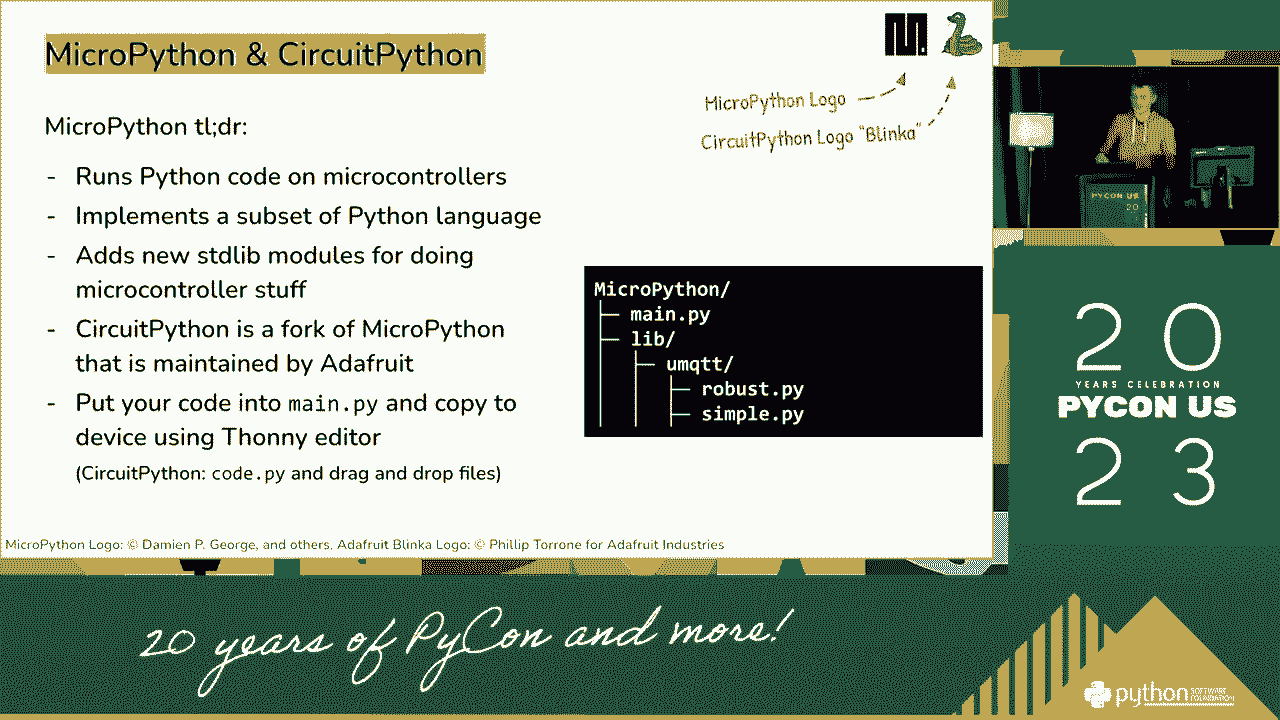 MicroPython & CircuitPython
MicroPython Logo
CircuitPython Logo "Blinka"
MicroPython tl;dr:
- Runs Python code on microcontrollers
- Implements a subset of Python language
- Adds new stdlib modules for doing
microcontroller stuff
- CircuitPython is a fork of MicroPython
that is maintained by Adafruit
- Put your code into main.py and copy to
device using Thonny editor
(CircuitPython: code.py and drag and drop files)
MicroPython/
├─ main.py
├─ lib/
│ ├─ umqtt/
│ │ ├─ robust.py
│ │ ├─ simple.py
MicroPython Logo: © Damien P. George, and others, Adafruit Blinka Logo: © Phillip Torrone for Adafruit Industries
PYCON US
20
20
YEARS CELEBRATION
PYCON US
23
20 years of PyCon and more!
python SOFTWARE
FOUNDATION